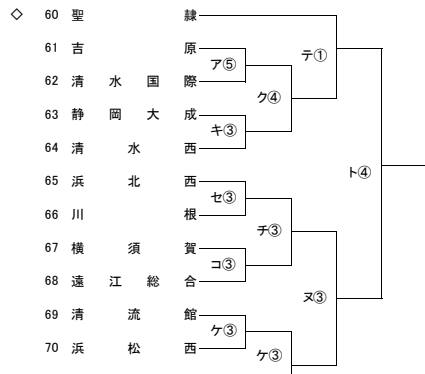 ◇ 60 聖隷
61 吉原
ア⑤
62 清水国際
テ①
ク④
63 静岡大成
キ③
64 清水西
ト④
65 浜北西
セ③
66 川根
チ③
67 横須賀
コ③
68 遠江総合
ヌ③
69 清流館
ケ③
70 浜松西
ケ③